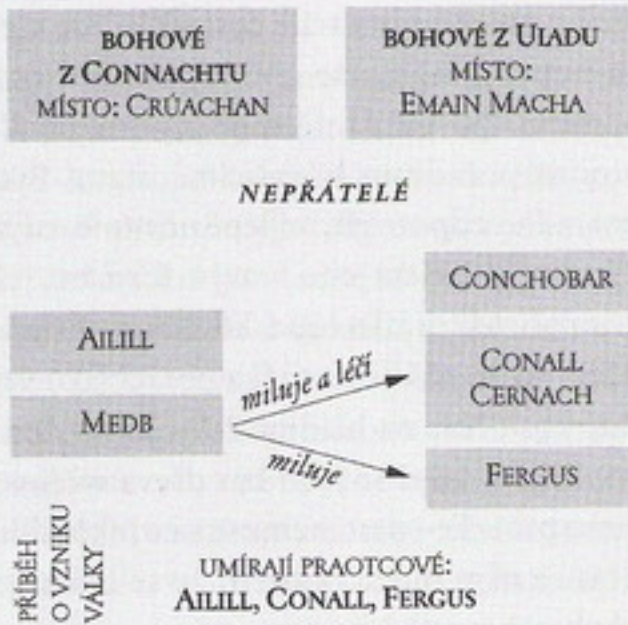 BOHOVÉ
Z CONNACHTU
MÍSTO: CRÚACHAN
BOHOVÉ Z ULADU
MÍSTO:
EMAIN MACHA
NEPŘÁTELÉ
CONCHOBAR
AILILL
MEDB
miluje a léčí
miluje
CONALL
CERNACH
FERGUS
PŘÍBĚH
O VZNIKU
VÁLKY
UMÍRAJÍ PRAOTCOVÉ:
AILILL, CONALL, FERGUS